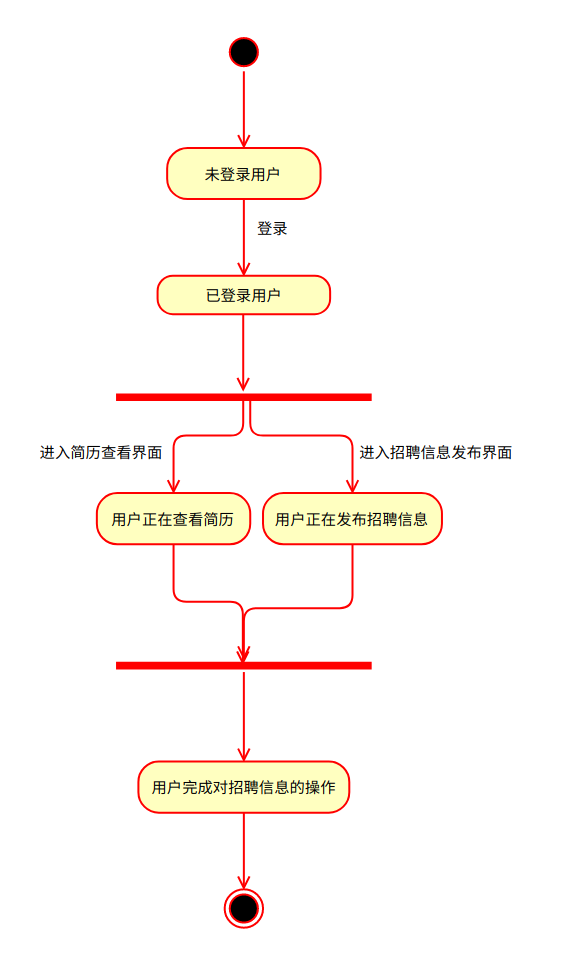 未登录用户
登录
已登录用户
进入简历查看界面
进入招聘信息发布界面
用户正在查看简历
用户正在发布招聘信息
用户完成对招聘信息的操作